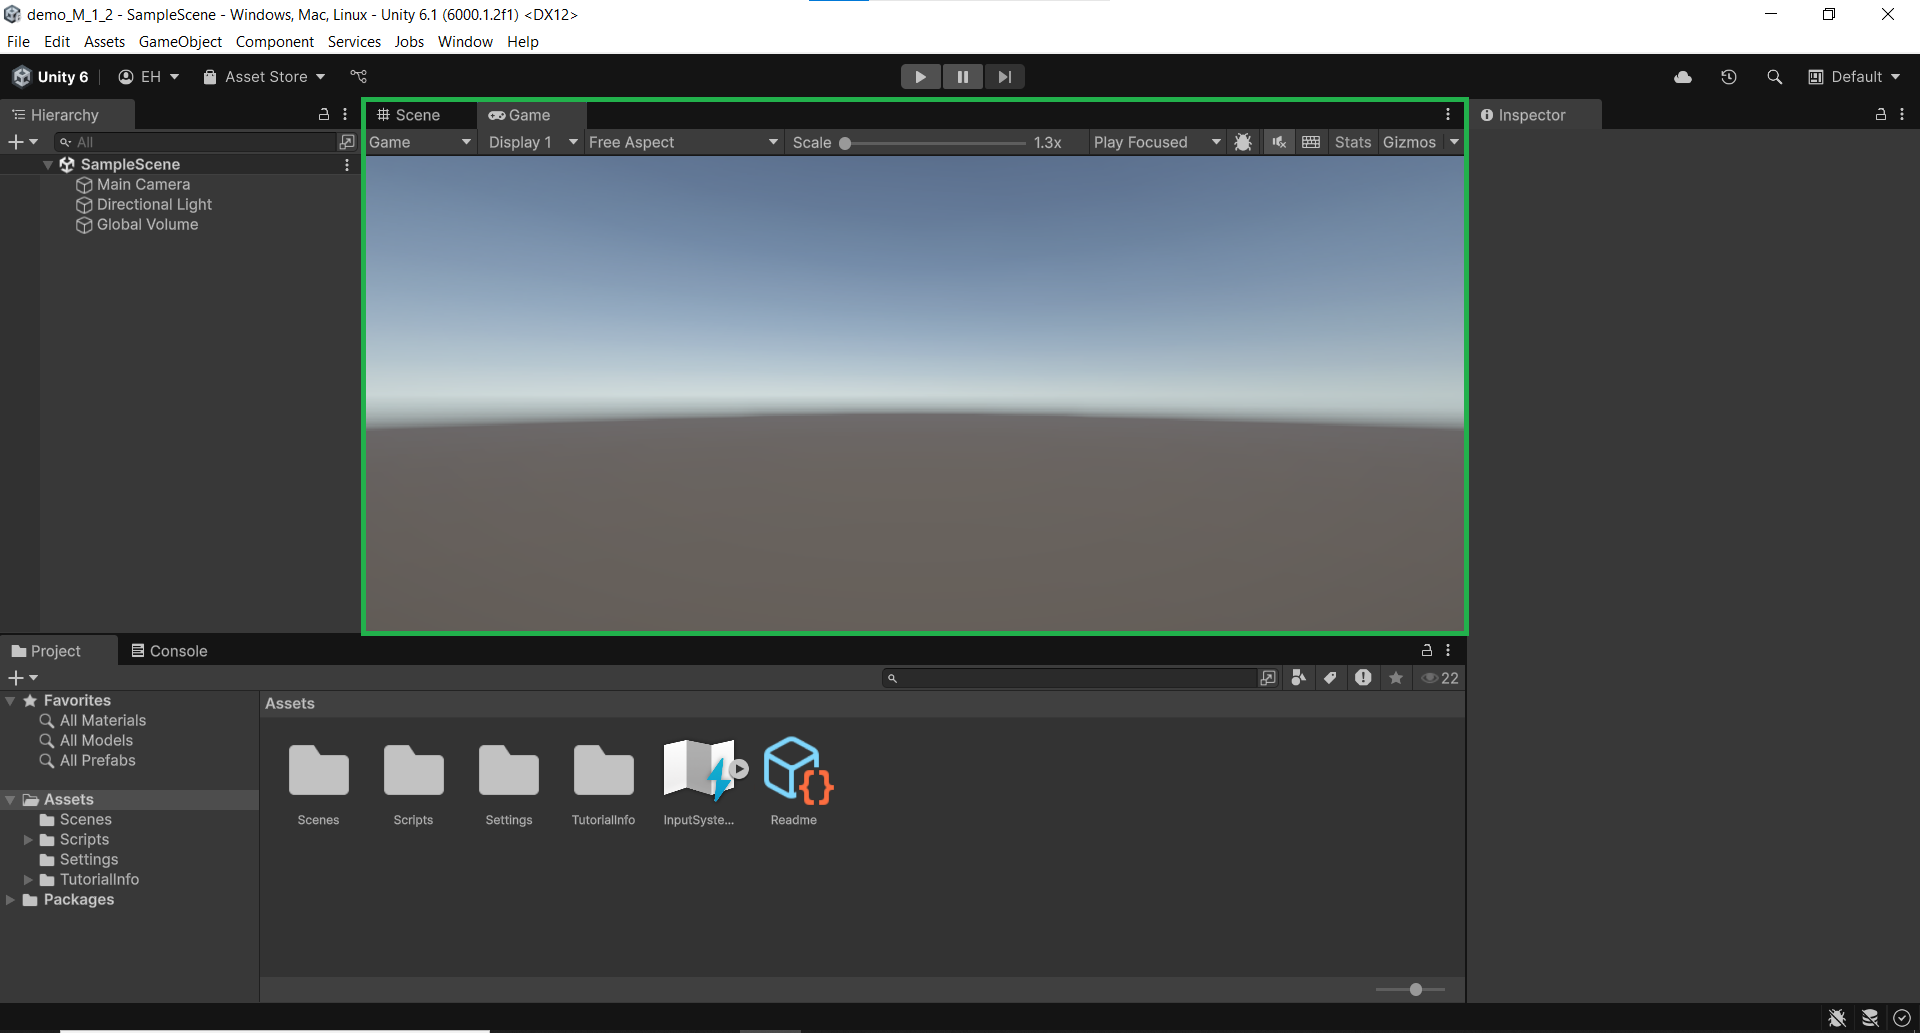 demo_M_1_2 - SampleScene - Windows, Mac, Linux - Unity 6.1 (6000.1.2f1) <DX12>
File Edit Assets GameObject Component Services Jobs Window Help
Unity 6 EH Asset Store Default
Hierarchy
All
SampleScene
Main Camera
Directional Light
Global Volume
Scene Game
Game Display 1 Free Aspect Scale 1.3x Play Focused Stats Gizmos
Inspector
Project Console
22
Favorites
All Materials
All Models
All Prefabs
Assets
Scenes
Scripts
Settings
TutorialInfo
Packages
Assets
Scenes Scripts Settings TutorialInfo InputSyste... Readme